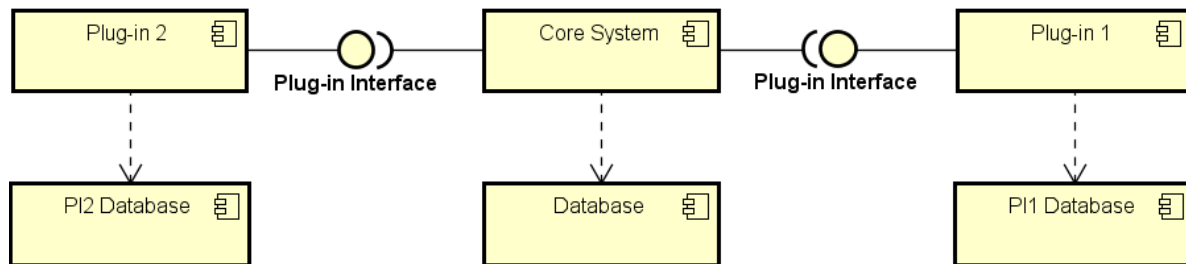 Plug-in 2
Core System
Plug-in 1
Plug-in Interface
Plug-in Interface
PI2 Database
Database
PI1 Database